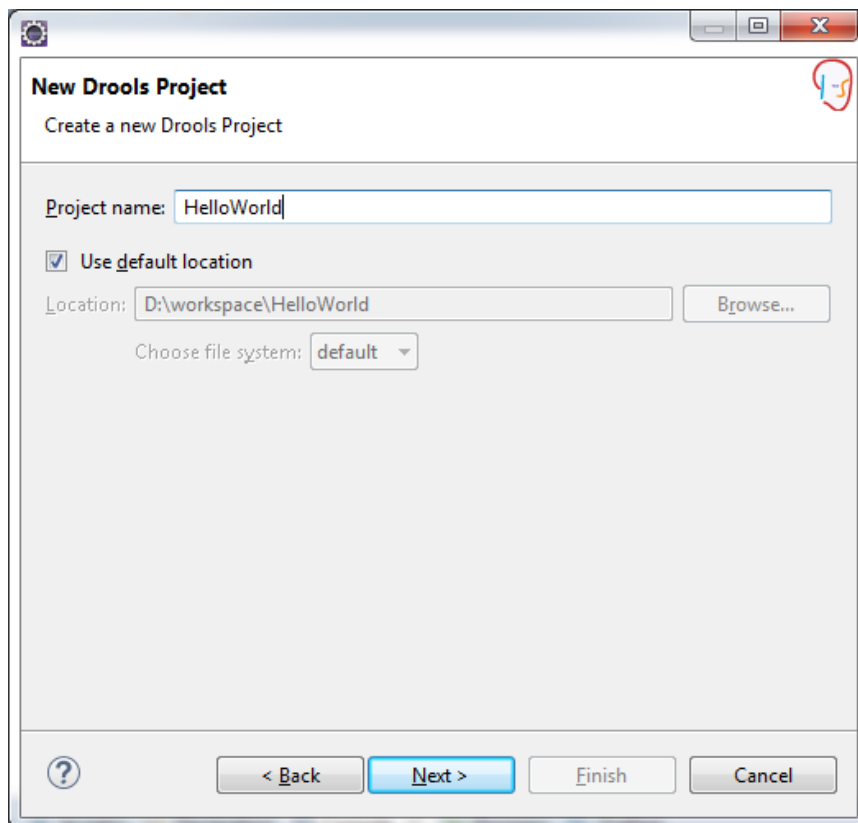 New Drools Project
Create a new Drools Project
Project name: HelloWorld
Use default location
Location: D:\workspace\HelloWorld Browse...
Choose file system: default
? < Back Next > Finish Cancel